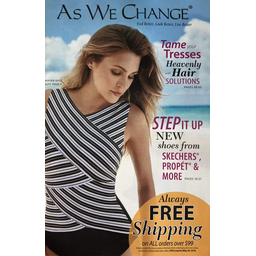 AS WE CHANGE®
Feel Better, Look Better, Live Better
Tame your
Tresses
Heavenly
Hair
SOLUTIONS
STEP IT UP
NEW
shoes from
SKECHERS®,
PROPÉT® &
MORE
Always
FREE
Shipping
on ALL orders over $99